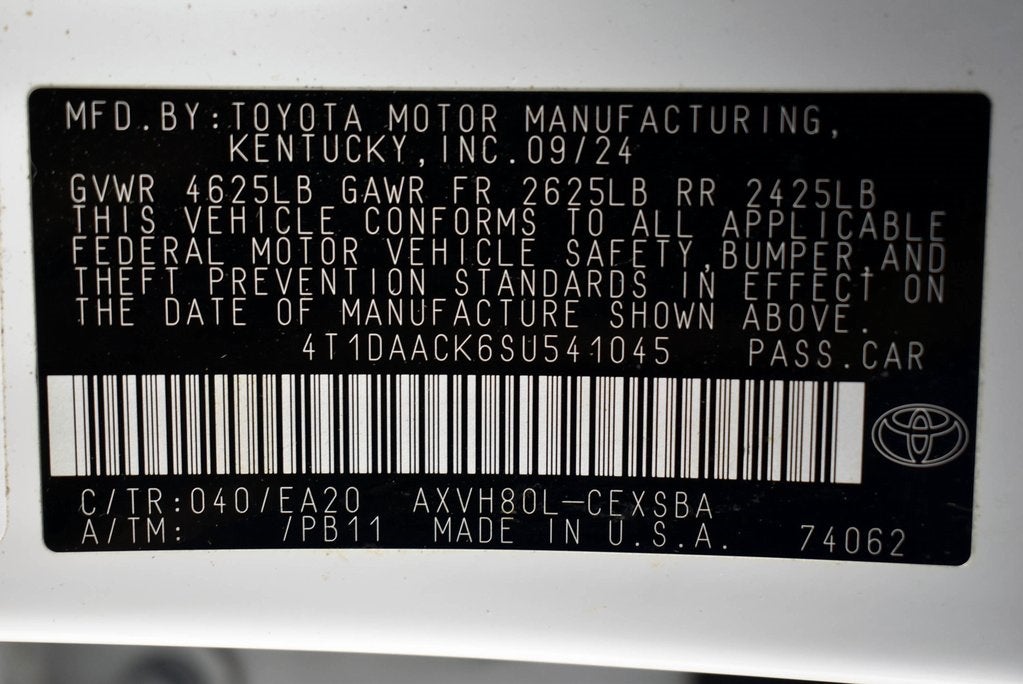 MFD.BY:TOYOTA MOTOR MANUFACTURING,
KENTUCKY,INC.09/24
GVWR 4625LB GAWR FR 2625LB RR 2425LB
THIS VEHICLE CONFORMS TO ALL APPLICABLE
FEDERAL MOTOR VEHICLE SAFETY,BUMPER,AND
THEFT PREVENTION STANDARDS IN EFFECT ON
THE DATE OF MANUFACTURE SHOWN ABOVE.
4T1DAACK6SU541045 PASS.CAR
C/TR:040/EA20 AXVH80L-CEXSBA
A/TM: /PB11 MADE IN U.S.A. 74062